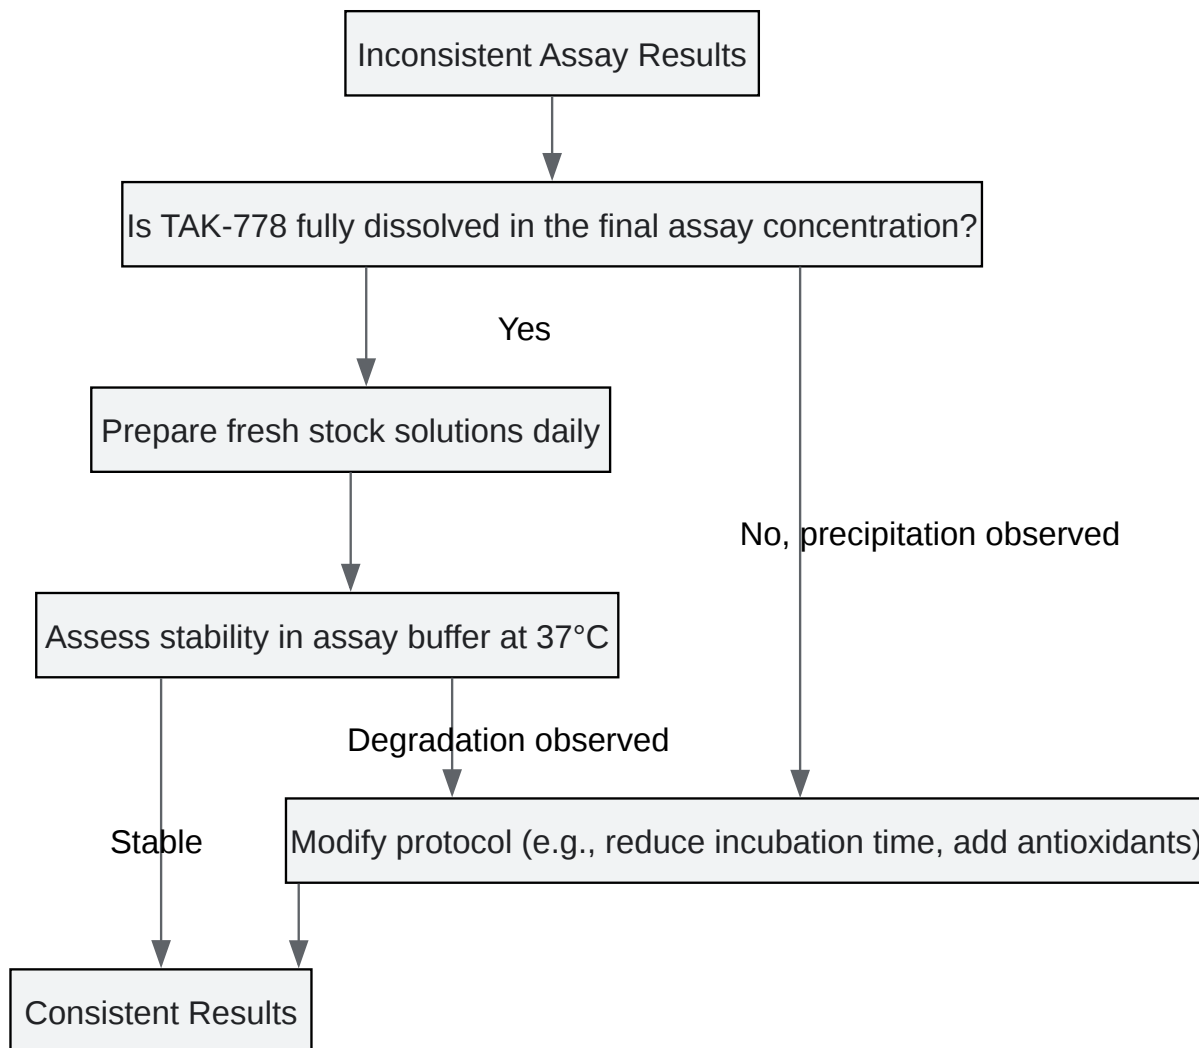 Inconsistent Assay Results
Is TAK-778 fully dissolved in the final assay concentration?
Yes
Prepare fresh stock solutions daily
No, precipitation observed
Assess stability in assay buffer at 37°C
Degradation observed
Stable
Modify protocol (e.g., reduce incubation time, add antioxidants)
Consistent Results